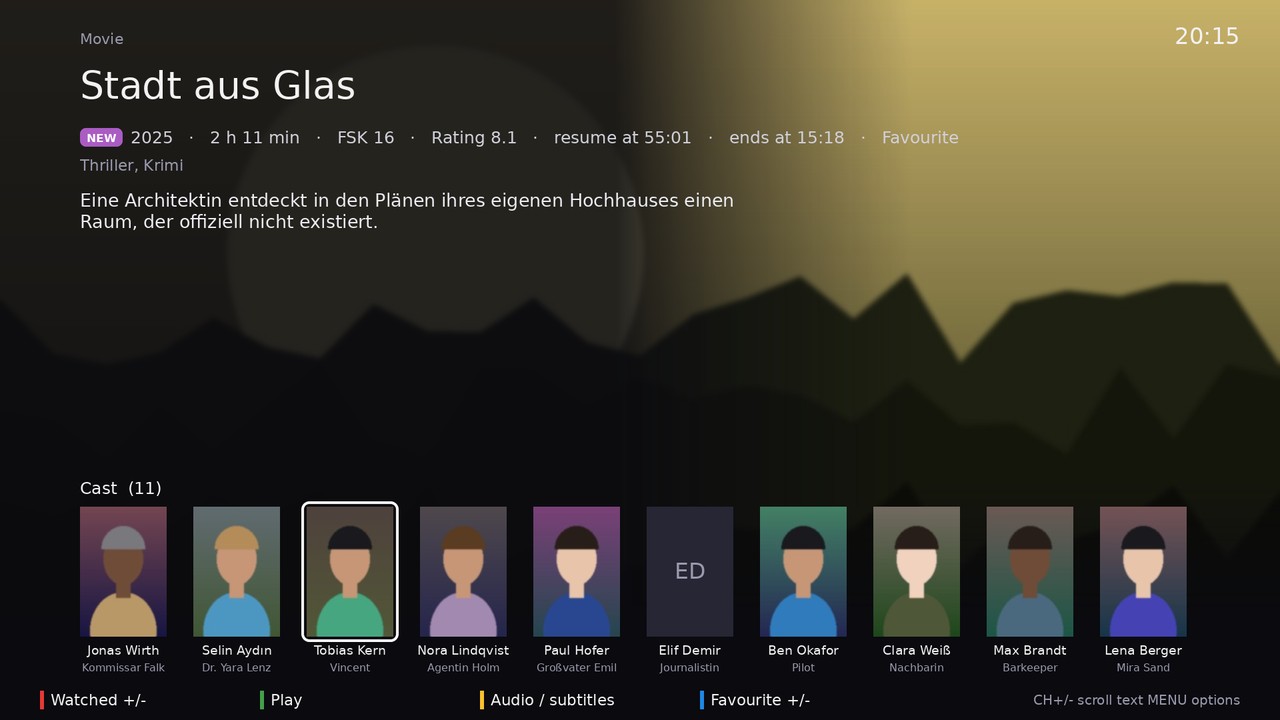 Movie
20:15
Stadt aus Glas
NEW 2025 · 2 h 11 min · FSK 16 · Rating 8.1 · resume at 55:01 · ends at 15:18 · Favourite
Thriller, Krimi
Eine Architektin entdeckt in den Plänen ihres eigenen Hochhauses einen
Raum, der offiziell nicht existiert.
Cast (11)
ED
Jonas Wirth Selin Aydın Tobias Kern Nora Lindqvist Paul Hofer Elif Demir Ben Okafor Clara Weiß Max Brandt Lena Berger
Kommissar Falk Dr. Yara Lenz Vincent Agentin Holm Großvater Emil Journalistin Pilot Nachbarin Barkeeper Mira Sand
Watched +/- Play Audio / subtitles Favourite +/- CH+/- scroll text MENU options